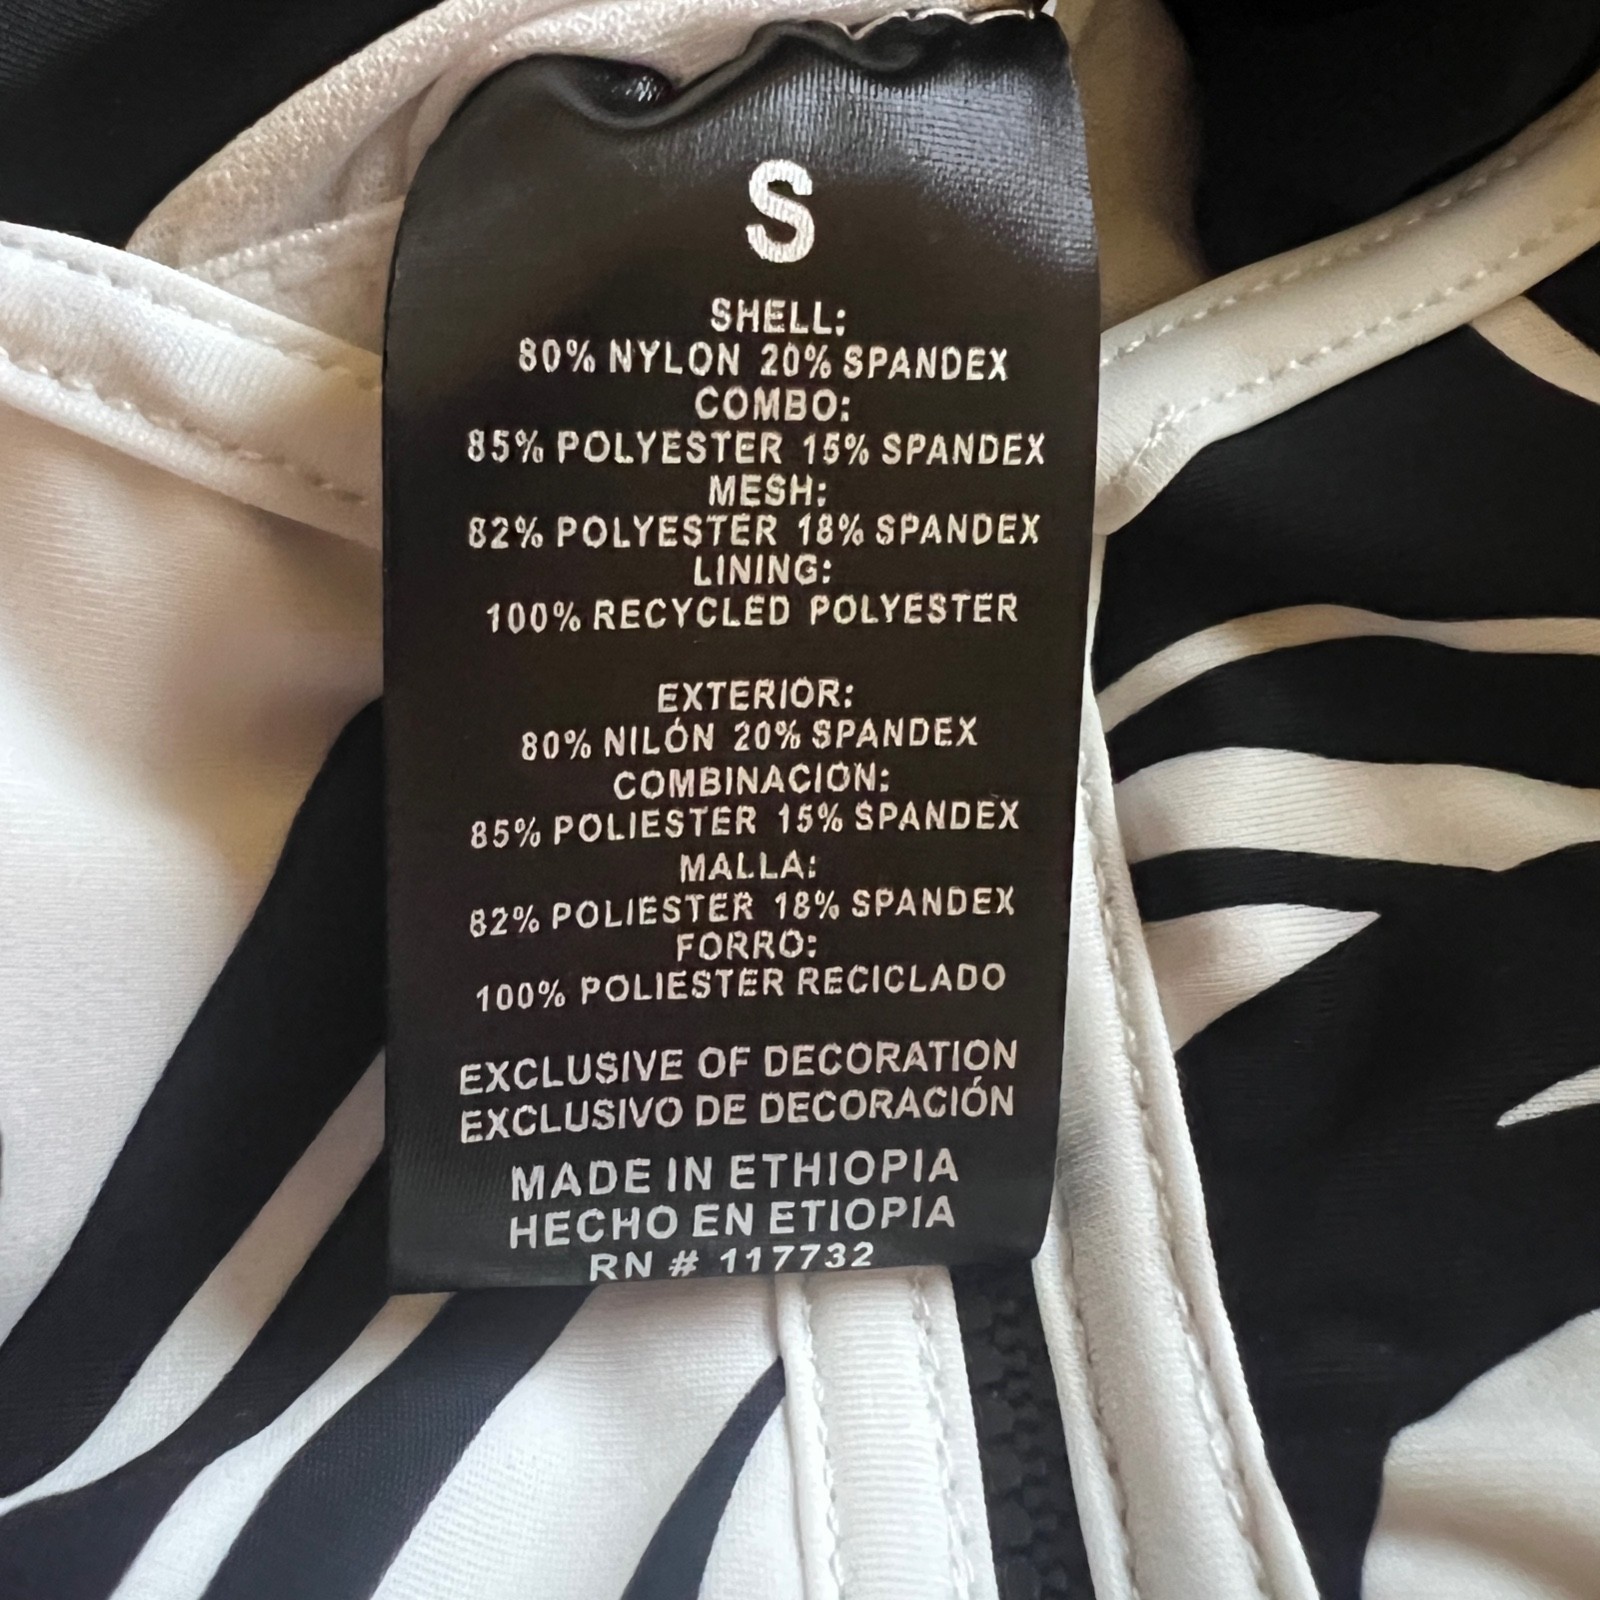 S
SHELL:
80% NYLON 20% SPANDEX
COMBO:
85% POLYESTER 15% SPANDEX
MESH:
82% POLYESTER 18% SPANDEX
LINING:
100% RECYCLED POLYESTER
EXTERIOR:
80% NILÓN 20% SPANDEX
COMBINACIÓN:
85% POLIESTER 15% SPANDEX
MALLA:
82% POLIESTER 18% SPANDEX
FORRO:
100% POLIESTER RECICLADO
EXCLUSIVE OF DECORATION
EXCLUSIVO DE DECORACIÓN
MADE IN ETHIOPIA
HECHO EN ETIOPIA
RN # 117732